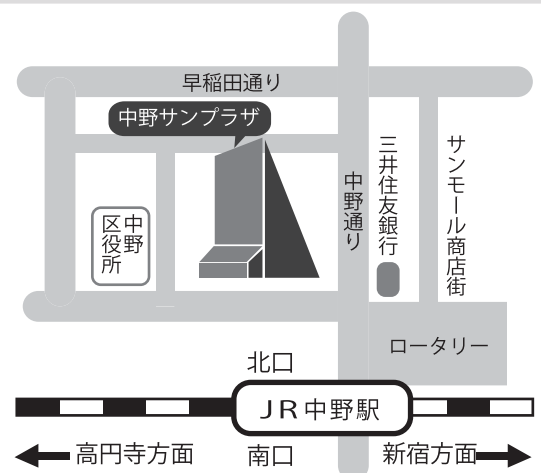 早稲田通り
中野サンプラザ
中野通り
三井住友銀行
サンモール商店街
中野
区役所
ロータリー
北口
JR中野駅
高円寺方面
南口
新宿方面